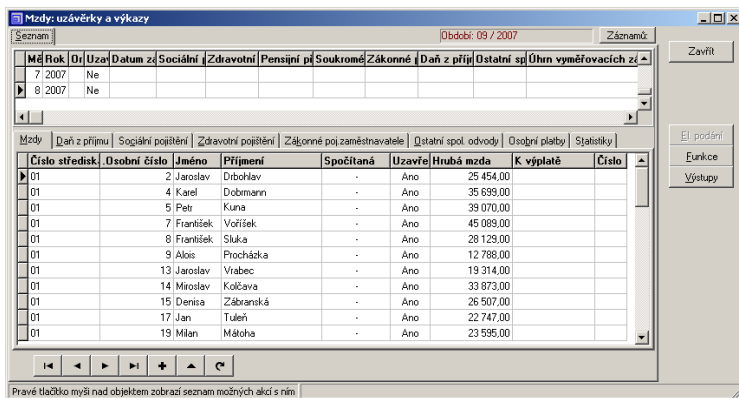 Mzdy: uzávěrky a výkazy
Seznam Období: 09 / 2007 Záznamů:
Zavřít
Mě Rok Or Uzav Datum za Sociální p Zdravotní Pensijní př Soukromé Zákonné p Daň z příjr Ostatní sp Úhrn vyměřovacích zá
7 2007 Ne
8 2007 Ne
Mzdy Daň z příjmu Sociální pojištění Zdravotní pojištění Zákonné poj.zaměstnavatele Ostatní spol. odvody Osobní platby Statistiky
El. podání
Funkce
Výstupy
Číslo středisk. Osobní číslo Jméno Příjmení Spočítaná Uzavře Hrubá mzda K výplatě Číslo
01 2 Jaroslav Drbohlav - Ano 25 454,00
01 4 Karel Dobrmann - Ano 35 699,00
01 5 Petr Kuna - Ano 39 070,00
01 7 František Voříšek - Ano 45 089,00
01 8 František Sluka - Ano 28 129,00
01 9 Alois Procházka - Ano 12 788,00
01 13 Jaroslav Vrabec - Ano 19 314,00
01 14 Miroslav Kolčava - Ano 33 873,00
01 15 Denisa Zábranská - Ano 26 507,00
01 17 Jan Tuleň - Ano 22 747,00
01 19 Milan Mátoha - Ano 23 595,00
Pravé tlačítko myši nad objektem zobrazí seznam možných akcí s ním